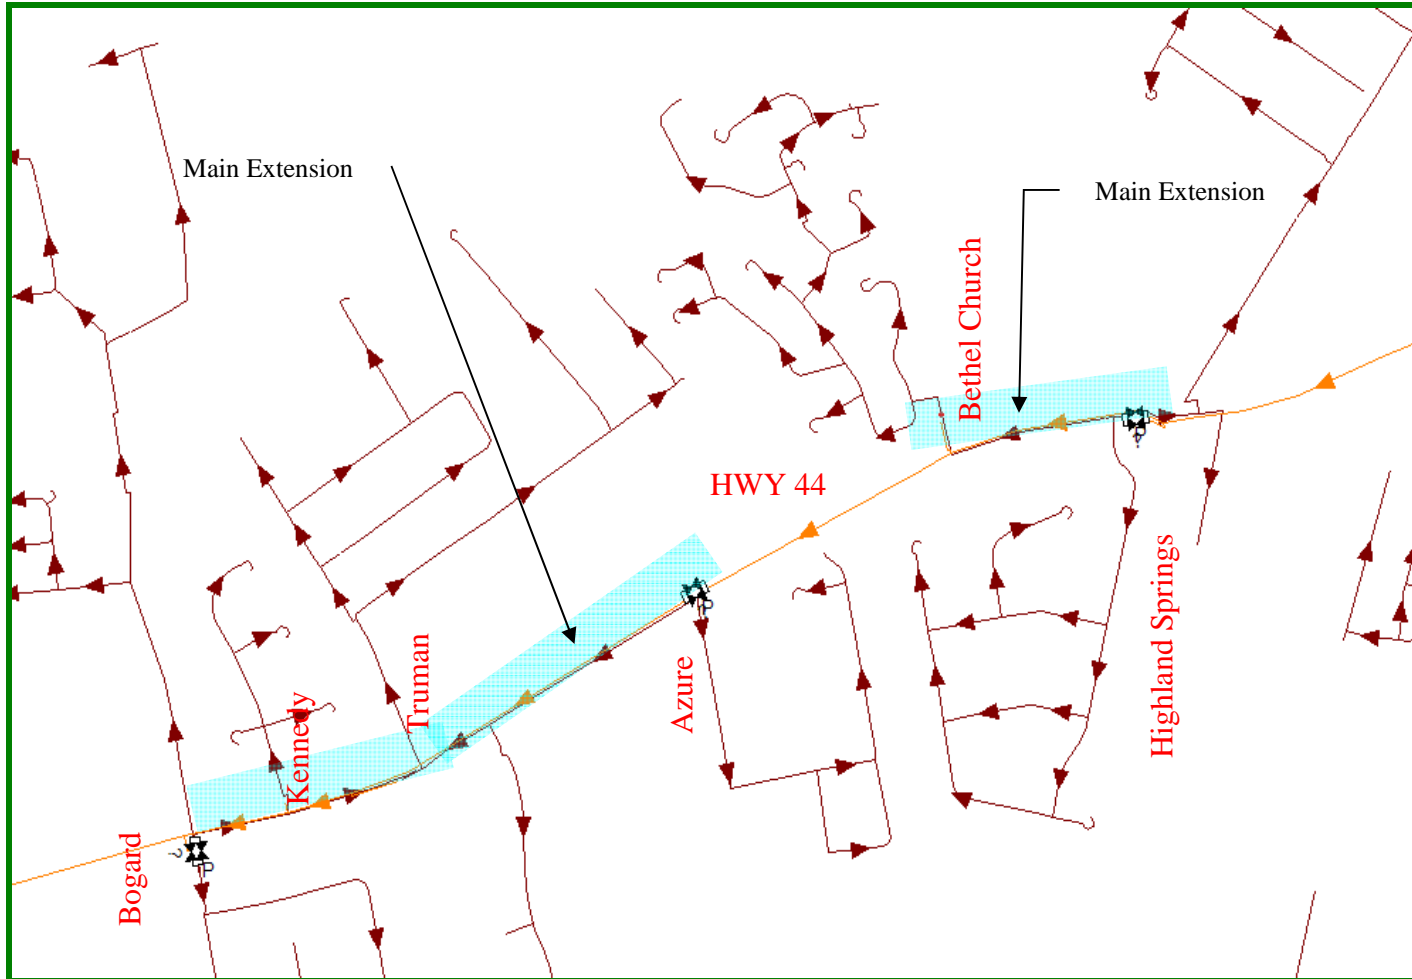 Main Extension
Main Extension
Bethel Church
HWY 44
Highland Springs
Truman
Azure
Kennedy
Bogard
P
P
?
P